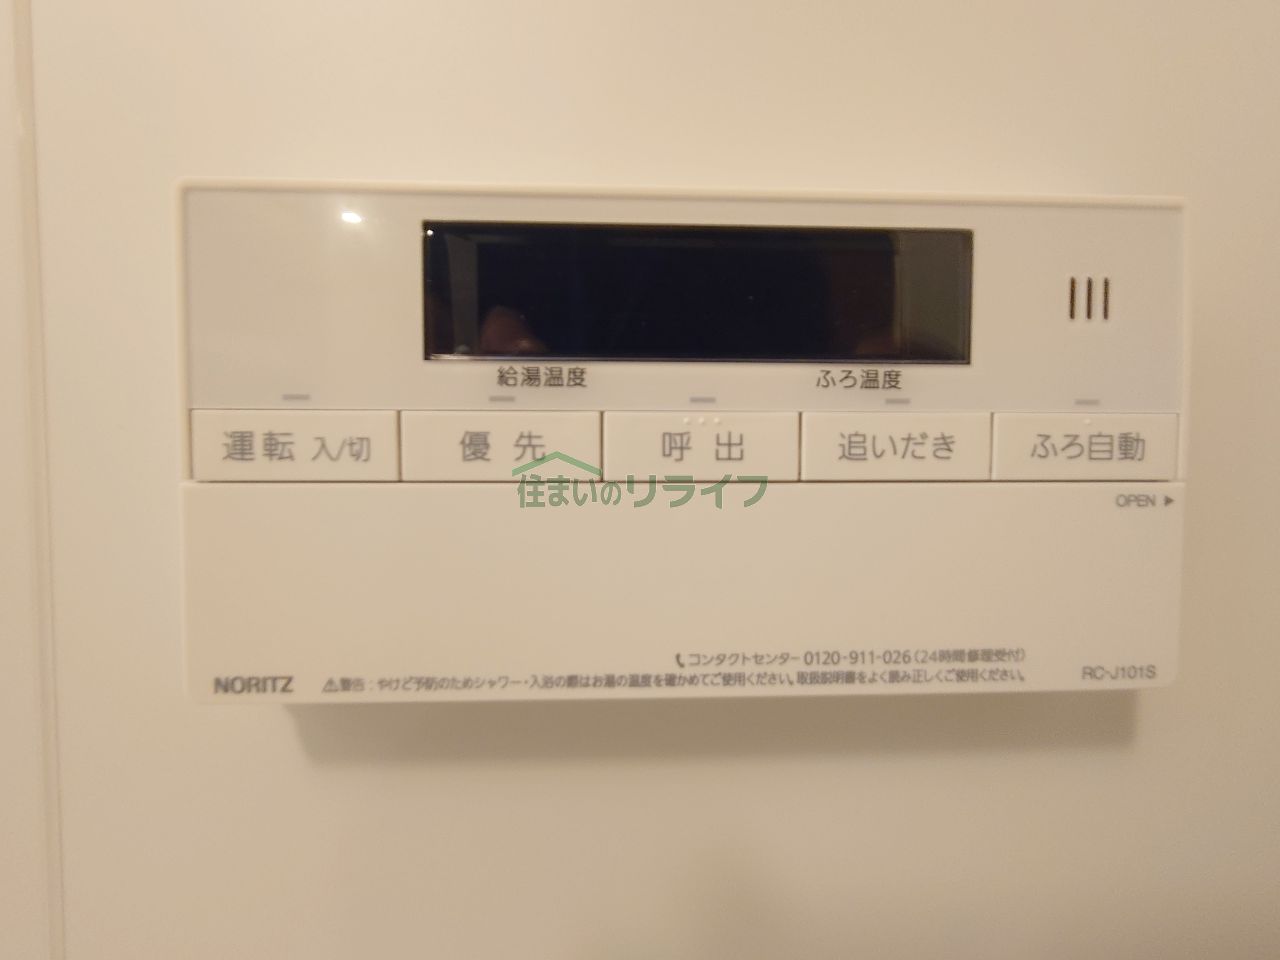 給湯温度 ふろ温度
運転 入/切 優先 呼出 追いだき ふろ自動
住まいのリライフ
OPEN ▶
コンタクトセンター 0120-911-026(24時間修理受付)
NORITZ ⚠警告:やけど予防のためシャワー・入浴の際はお湯の温度を確かめてご使用ください。取扱説明書をよく読み正しくご使用ください。 RC-J101S